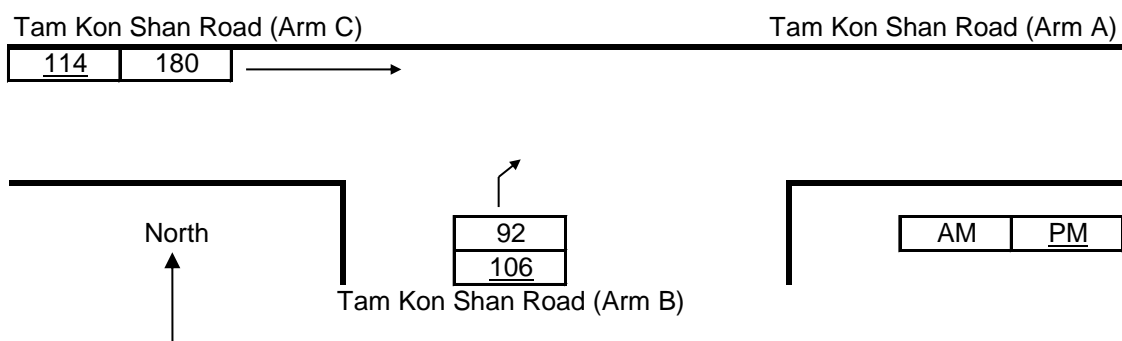 Tam Kon Shan Road (Arm C) Tam Kon Shan Road (Arm A)
114 180
92
North AM PM
106
Tam Kon Shan Road (Arm B)